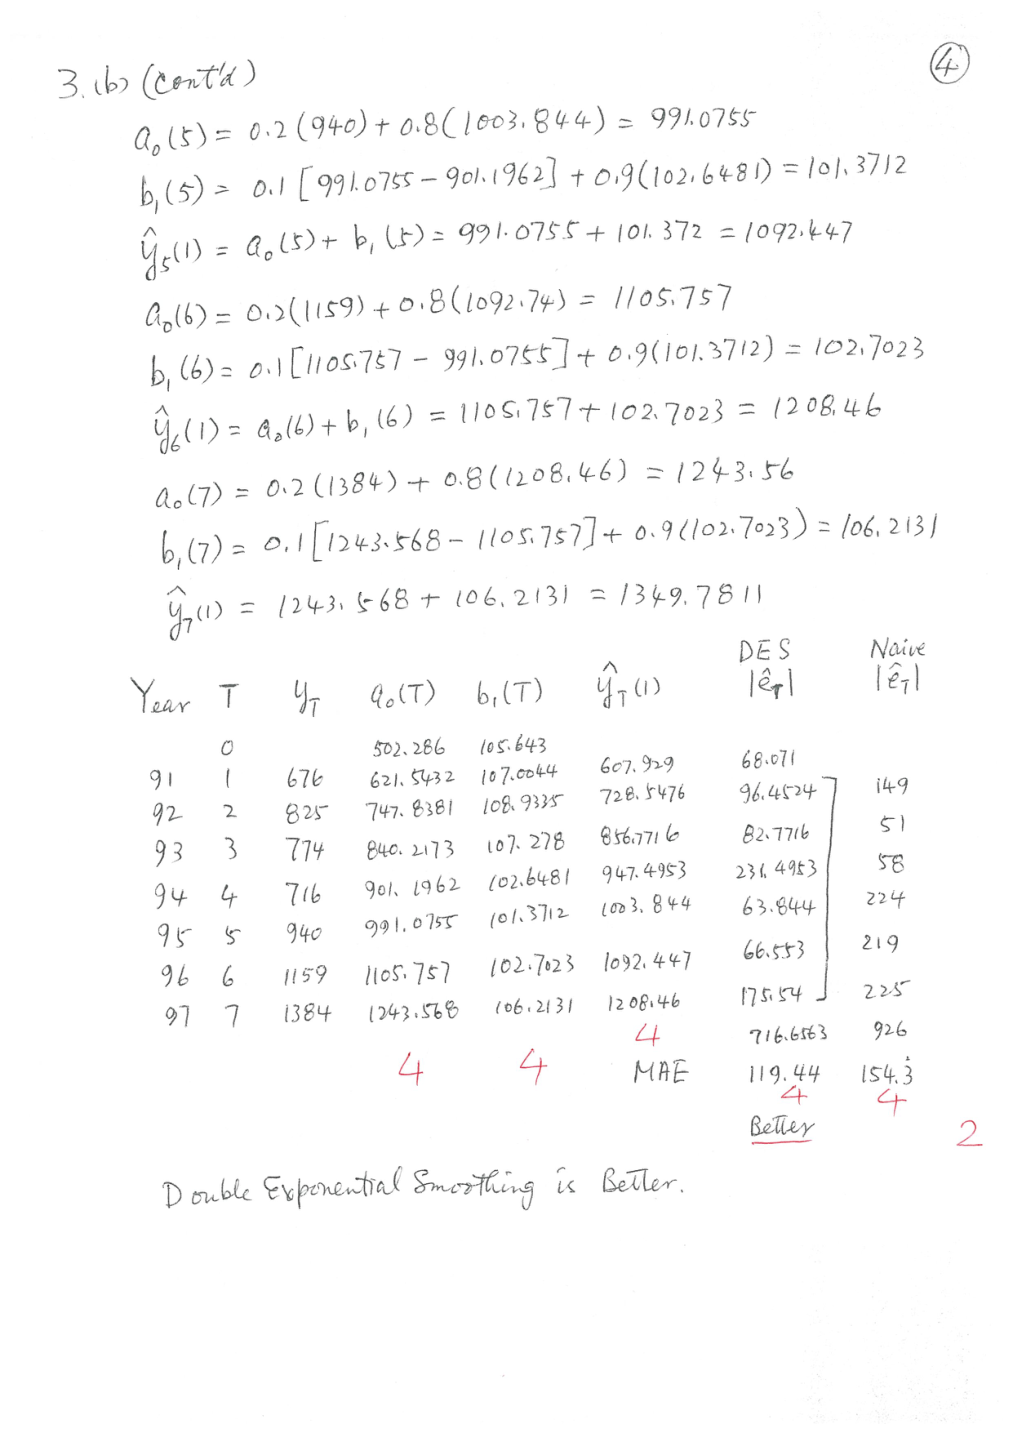 ④
3. (b) (cont'd)
a₀(5) = 0.2 (940) + 0.8(1003.844) = 991.0755
b₁(5) = 0.1 [991.0755 - 901.1962] + 0.9(102.6481) = 101.3712
ŷ₅(1) = a₀(5) + b₁(5) = 991.0755 + 101.372 = 1092.447
a₀(6) = 0.2(1159) + 0.8(1092.74) = 1105.757
b₁(6) = 0.1[1105.757 - 991.0755] + 0.9(101.3712) = 102.7023
ŷ₆(1) = a₀(6) + b₁(6) = 1105.757 + 102.7023 = 1208.46
a₀(7) = 0.2 (1384) + 0.8(1208.46) = 1243.56
b₁(7) = 0.1[1243.568 - 1105.757] + 0.9(102.7023) = 106.2131
ŷ₇(1) = 1243.568 + 106.2131 = 1349.7811
DES Naive
Year T y_T a₀(T) b₁(T) ŷ_T(1) |ê_T| |ê_T|
0 502.286 105.643
91 1 676 621.5432 107.0044 607.929 68.071
92 2 825 747.8381 108.9335 728.5476 96.4524 149
93 3 774 840.2173 107.278 856.7716 82.7716 51
94 4 716 901.1962 102.6481 947.4953 231.4953 58
95 5 940 991.0755 101.3712 1003.844 63.844 224
96 6 1159 1105.757 102.7023 1092.447 66.553 219
97 7 1384 1243.568 106.2131 1208.46 175.54 225
4 716.6563 926
4 4 MAE 119.44 154.3̇
4 4
Better 2
Double Exponential Smoothing is Better.